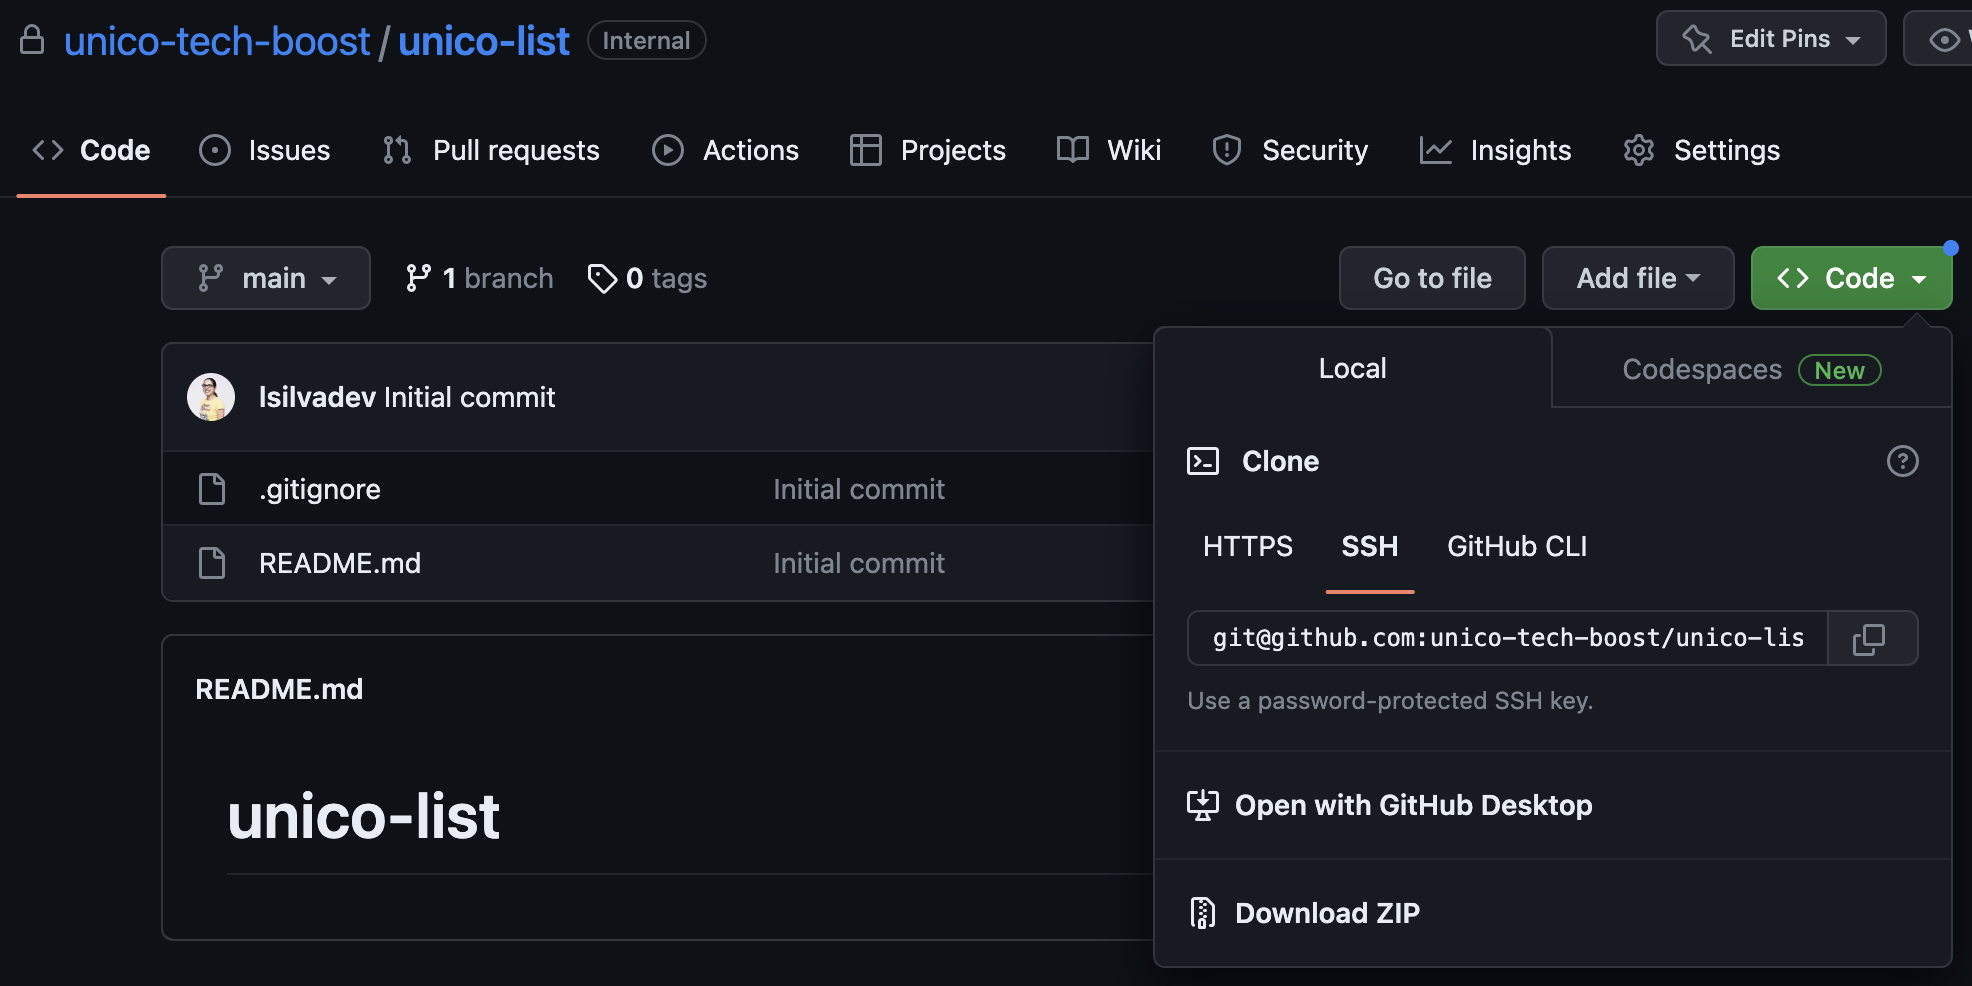 unico-tech-boost / unico-list Internal Edit Pins
Code Issues Pull requests Actions Projects Wiki Security Insights Settings
main 1 branch 0 tags Go to file Add file Code
lsilvadev Initial commit
.gitignore Initial commit
README.md Initial commit
README.md
unico-list
Local Codespaces New
Clone
HTTPS SSH GitHub CLI
git@github.com:unico-tech-boost/unico-lis
Use a password-protected SSH key.
Open with GitHub Desktop
Download ZIP